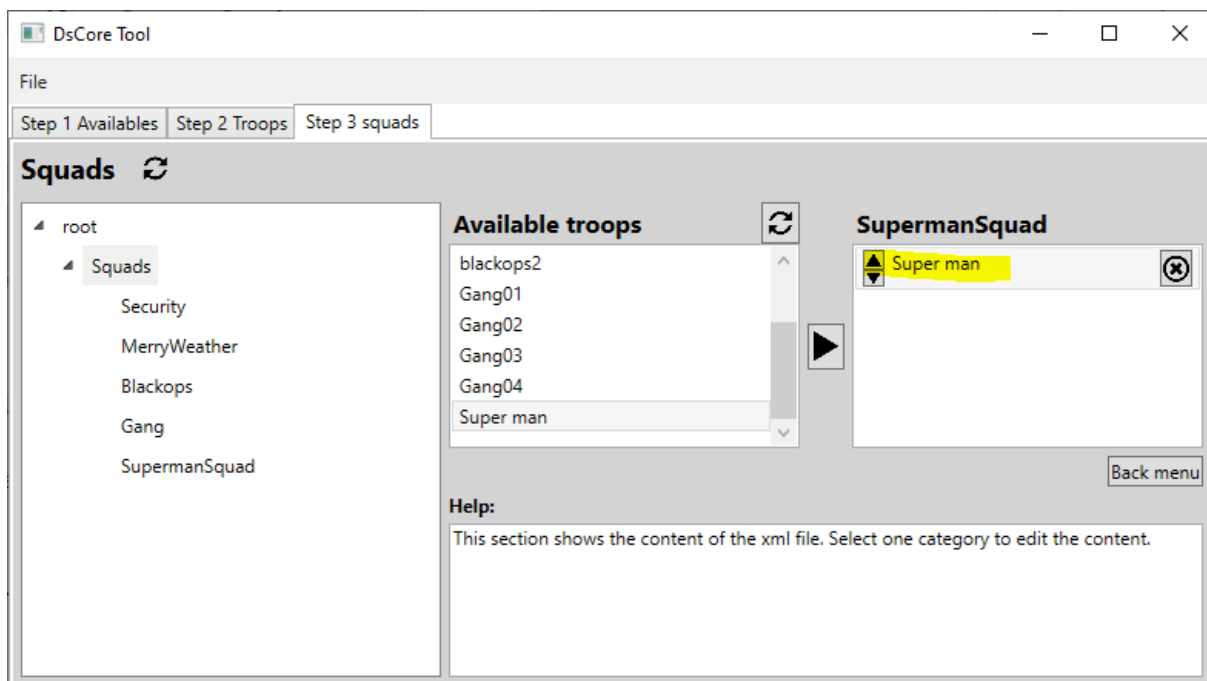 DsCore Tool
File
Step 1 Availables
Step 2 Troops
Step 3 squads
Squads
root
Squads
Security
MerryWeather
Blackops
Gang
SupermanSquad
Available troops
blackops2
Gang01
Gang02
Gang03
Gang04
Super man
SupermanSquad
Super man
Back menu
Help:
This section shows the content of the xml file. Select one category to edit the content.